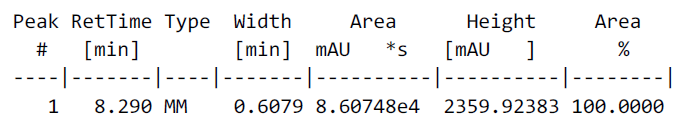 Peak RetTime Type  Width     Area      Height     Area
  #   [min]        [min]  mAU   *s   [mAU   ]      %
----|-------|----|-------|----------|----------|--------|
   1   8.290 MM    0.6079 8.60748e4  2359.92383 100.0000